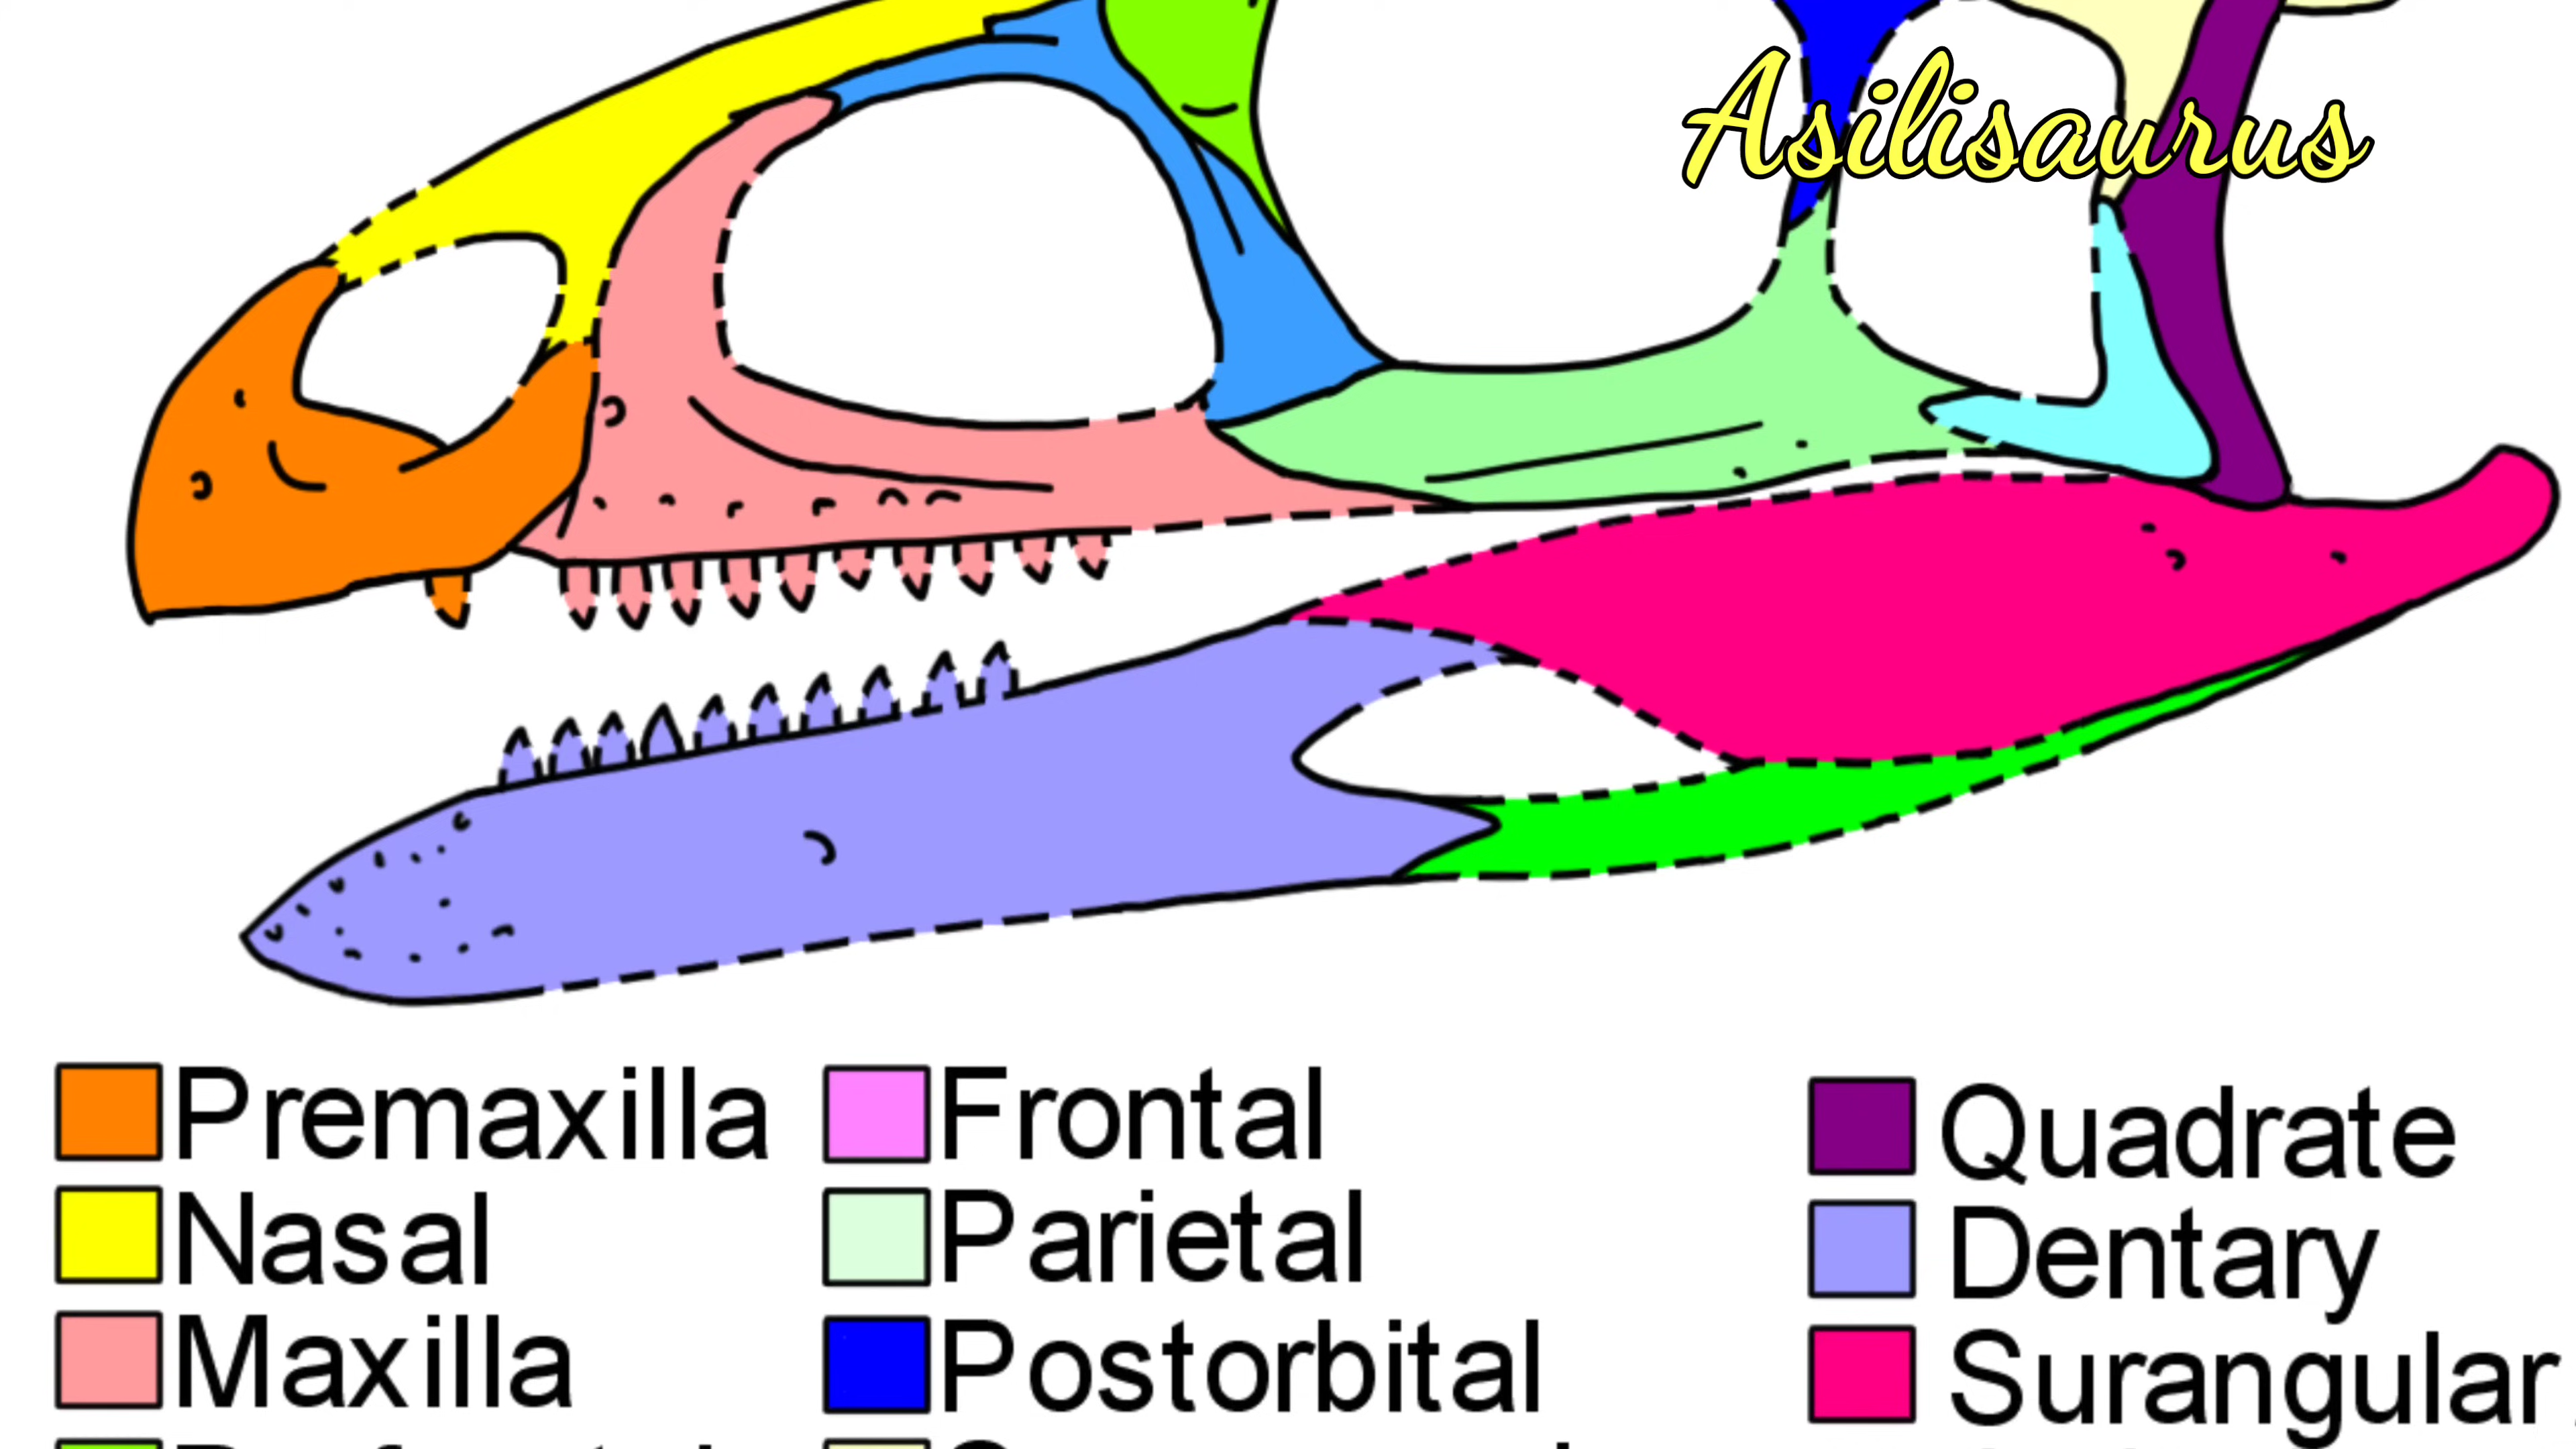 Asilisaurus
Premaxilla
Nasal
Maxilla
Frontal
Parietal
Postorbital
Quadrate
Dentary
Surangular